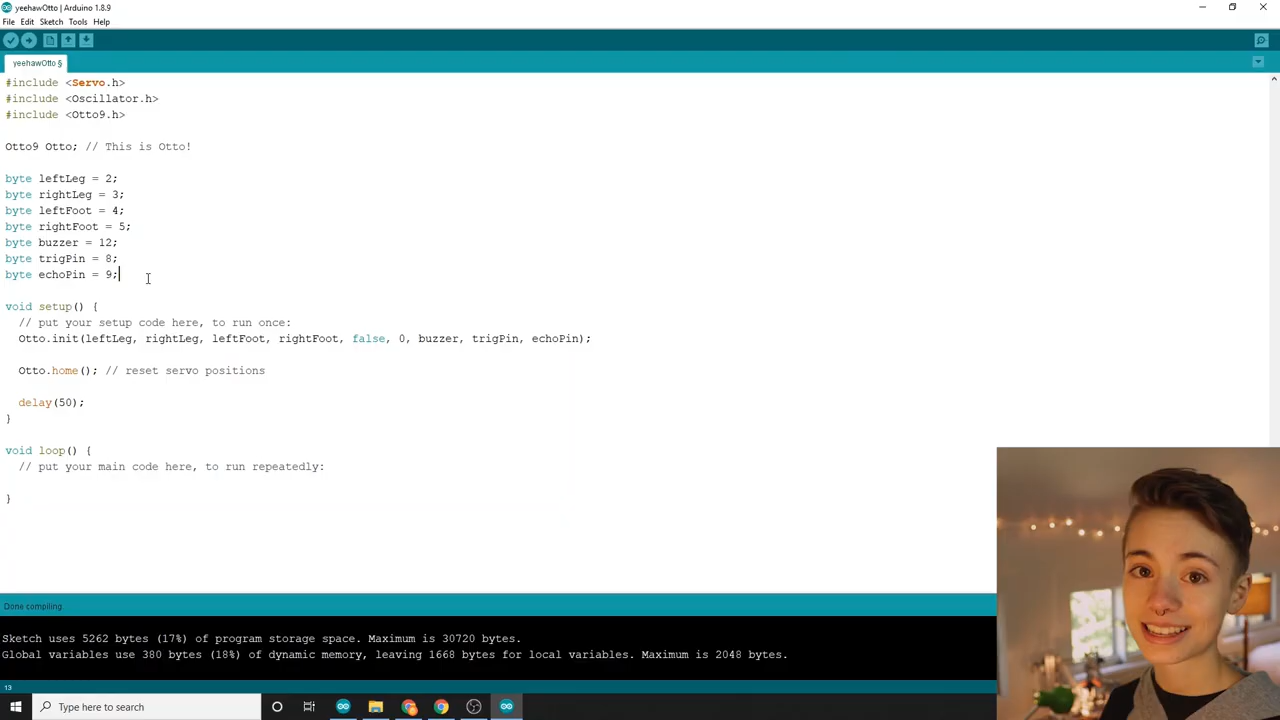 yeehawOtto | Arduino 1.8.9
File Edit Sketch Tools Help
yeehawOtto §
#include <Servo.h>
#include <Oscillator.h>
#include <Otto9.h>
Otto9 Otto; // This is Otto!
byte leftLeg = 2;
byte rightLeg = 3;
byte leftFoot = 4;
byte rightFoot = 5;
byte buzzer = 12;
byte trigPin = 8;
byte echoPin = 9;
void setup() {
// put your setup code here, to run once:
Otto.init(leftLeg, rightLeg, leftFoot, rightFoot, false, 0, buzzer, trigPin, echoPin);
Otto.home(); // reset servo positions
delay(50);
}
void loop() {
// put your main code here, to run repeatedly:
}
Done compiling.
Sketch uses 5262 bytes (17%) of program storage space. Maximum is 30720 bytes.
Global variables use 380 bytes (18%) of dynamic memory, leaving 1668 bytes for local variables. Maximum is 2048 bytes.
13
Type here to search